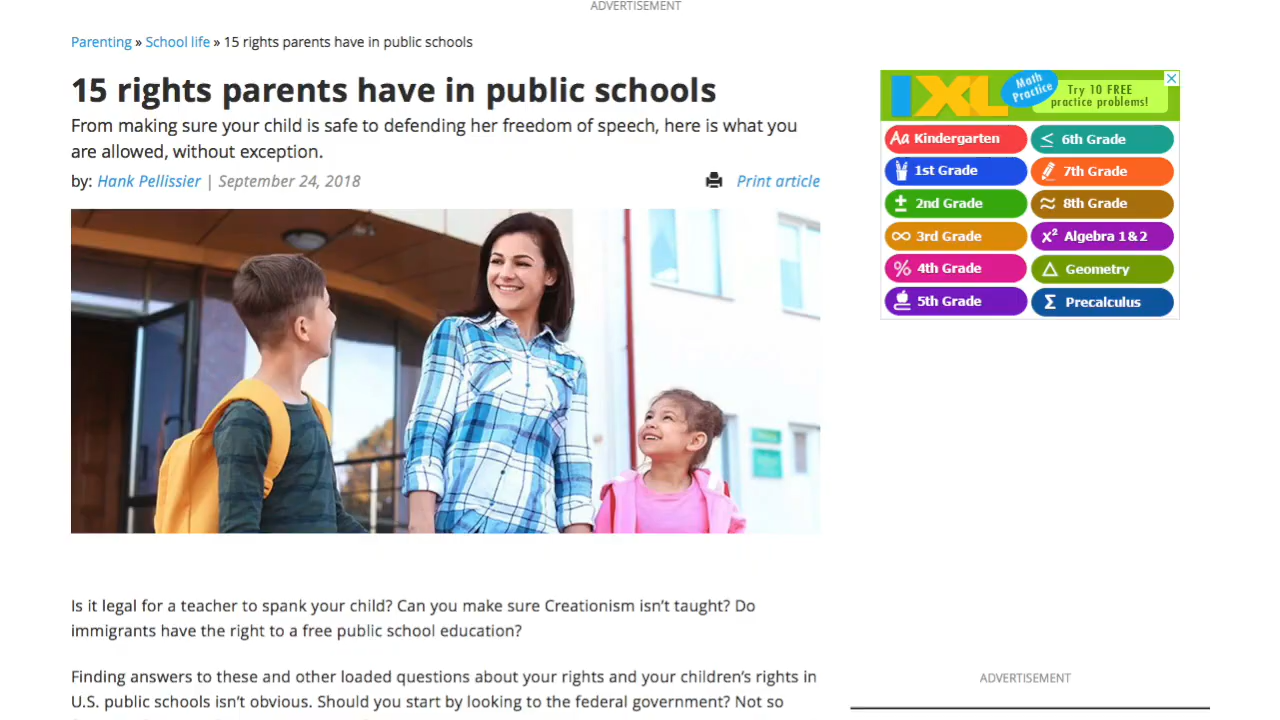 ADVERTISEMENT
Parenting » School life » 15 rights parents have in public schools
15 rights parents have in public schools
From making sure your child is safe to defending her freedom of speech, here is what you
are allowed, without exception.
by: Hank Pellissier | September 24, 2018
Print article
IXL
Math
Practice
Try 10 FREE
practice problems!
Aa Kindergarten
≤ 6th Grade
1st Grade
7th Grade
± 2nd Grade
≈ 8th Grade
∞ 3rd Grade
x² Algebra 1&2
% 4th Grade
△ Geometry
5th Grade
Σ Precalculus
Is it legal for a teacher to spank your child? Can you make sure Creationism isn’t taught? Do
immigrants have the right to a free public school education?
Finding answers to these and other loaded questions about your rights and your children’s rights in
U.S. public schools isn’t obvious. Should you start by looking to the federal government? Not so
ADVERTISEMENT